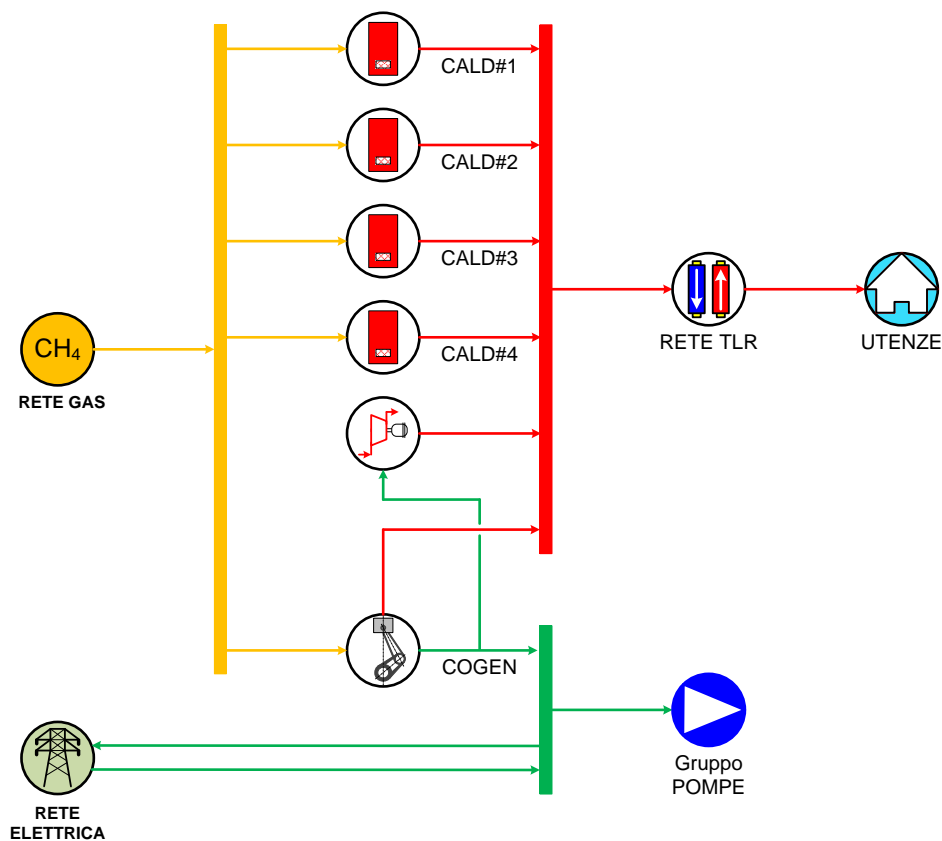 CALD#1
CALD#2
CALD#3
CALD#4
CH₄
RETE GAS
RETE TLR
UTENZE
COGEN
Gruppo
POMPE
RETE
ELETTRICA